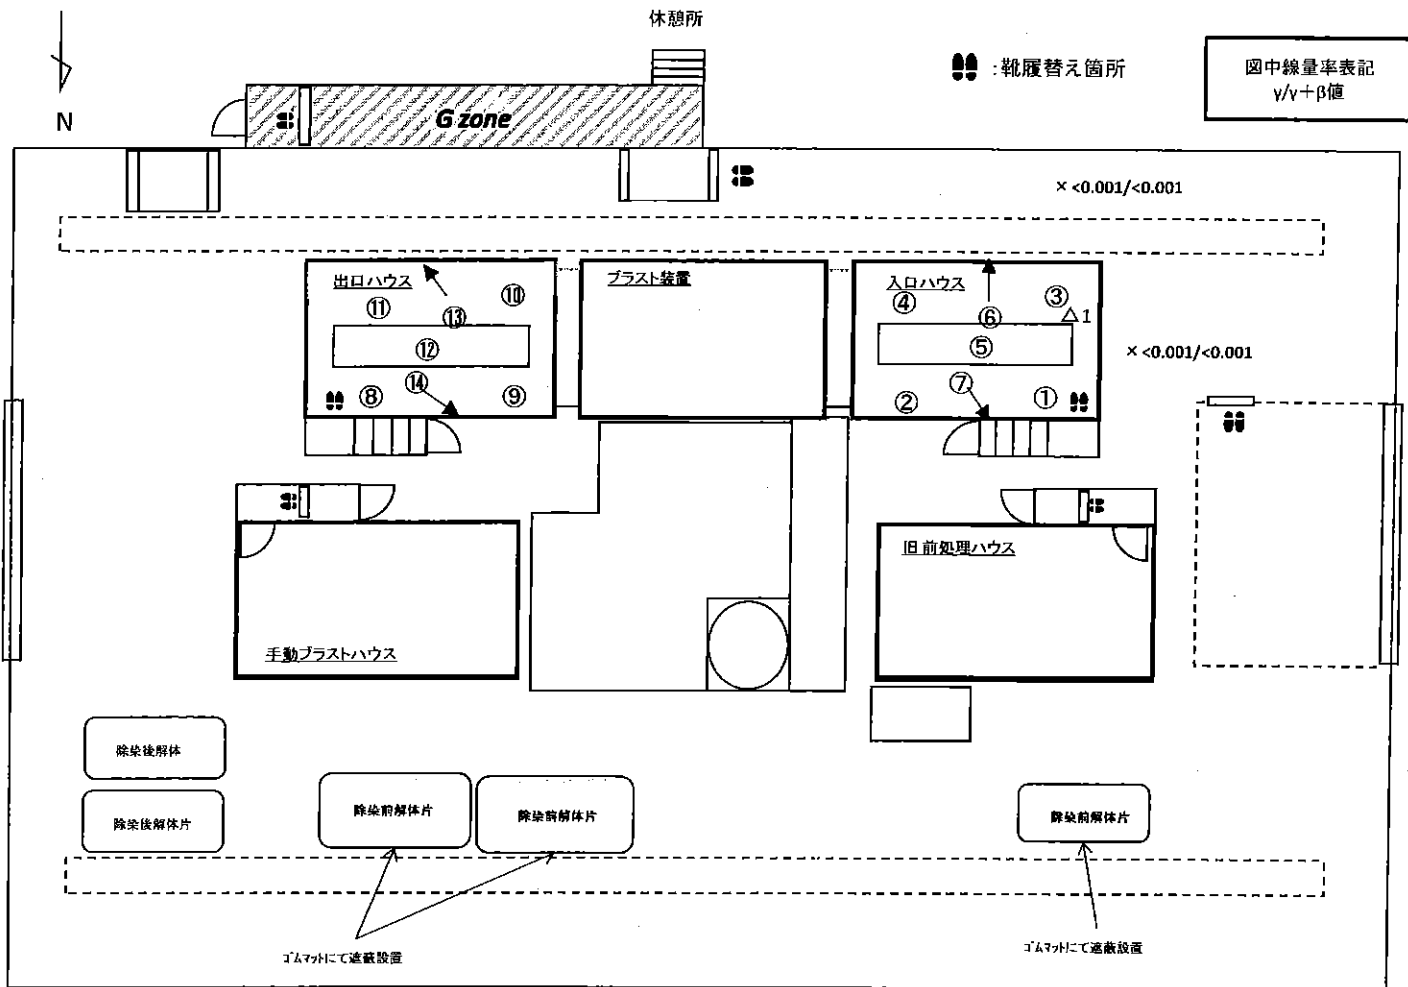 休憩所
:靴履替え箇所
図中線量率表記
γ/γ+β値
N
G zone
× <0.001/<0.001
出口ハウス
ブラスト装置
入口ハウス
⑪
⑩
④
③
⑬
⑥
△1
⑫
⑤
× <0.001/<0.001
⑭
⑦
⑧
⑨
②
①
旧前処理ハウス
手動ブラストハウス
除染後解体
除染前解体片
除染前解体片
除染前解体片
除染後解体片
ゴムマットにて遮蔽設置
ゴムマットにて遮蔽設置